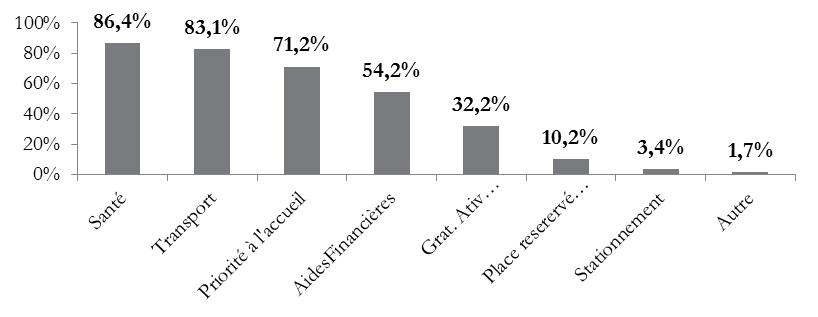 100%
80%
60%
40%
20%
0%
86,4%
83,1%
71,2%
54,2%
32,2%
10,2%
3,4%
1,7%
Santé
Transport
Priorité à l'accueil
AidesFinancières
Grat. Ativ…
Place reserervé…
Stationnement
Autre